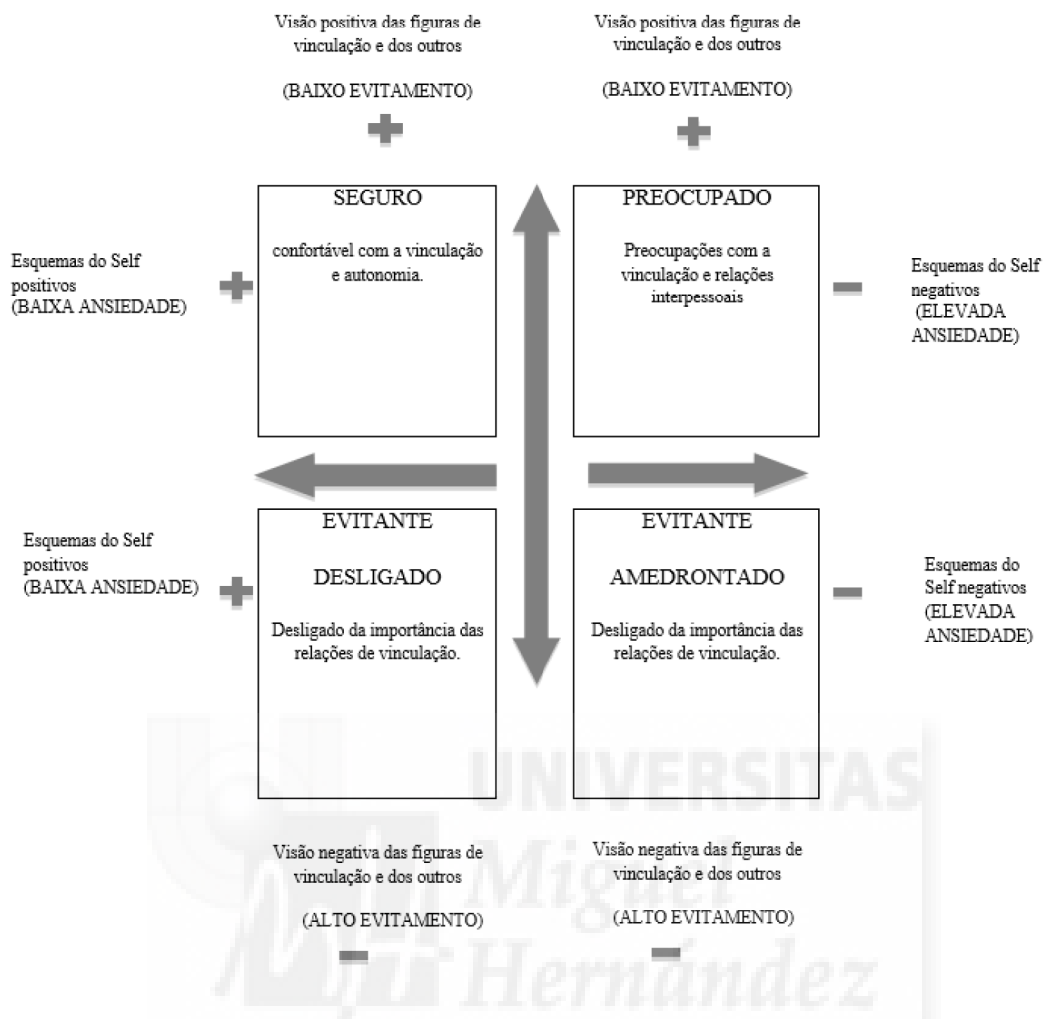 Visão positiva das figuras de
vinculação e dos outros
(BAIXO EVITAMENTO)
Visão positiva das figuras de
vinculação e dos outros
(BAIXO EVITAMENTO)
Esquemas do Self
positivos
(BAIXA ANSIEDADE)
SEGURO
confortável com a vinculação
e autonomia.
PREOCUPADO
Preocupações com a
vinculação e relações
interpessoais
Esquemas do Self
negativos
(ELEVADA
ANSIEDADE)
Esquemas do Self
positivos
(BAIXA ANSIEDADE)
EVITANTE
DESLIGADO
Desligado da importância das
relações de vinculação.
EVITANTE
AMEDRONTADO
Desligado da importância das
relações de vinculação.
Esquemas do
Self negativos
(ELEVADA
ANSIEDADE)
Visão negativa das figuras de
vinculação e dos outros
(ALTO EVITAMENTO)
Visão negativa das figuras de
vinculação e dos outros
(ALTO EVITAMENTO)
UNIVERSITAS
Miguel
Hernández